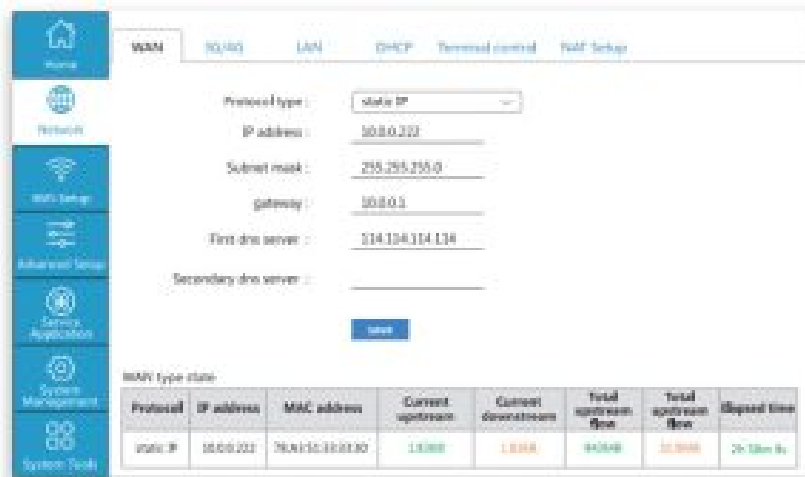 Home
Network
WiFi Setup
Advanced Setup
Service
Application
System
Management
System Tools
WAN 3G/4G LAN DHCP Terminal control NAT Setup
Protocol type : static IP
IP address : 10.0.0.222
Subnet mask : 255.255.255.0
gateway : 10.0.0.1
First dns server : 114.114.114.114
Secondary dns server :
save
WAN type state
Protocol IP address MAC address Current upstream Current downstream Total upstream flow Total upstream flow Elapsed time
static IP 10.0.0.222